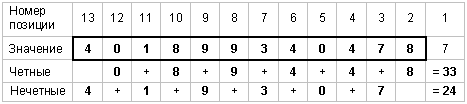 Номер позиции 13 12 11 10 9 8 7 6 5 4 3 2 1
Значение 4 0 1 8 9 9 3 4 0 4 7 8 7
Четные 0 + 8 + 9 + 4 + 4 + 8 = 33
Нечетные 4 + 1 + 9 + 3 + 0 + 7 = 24